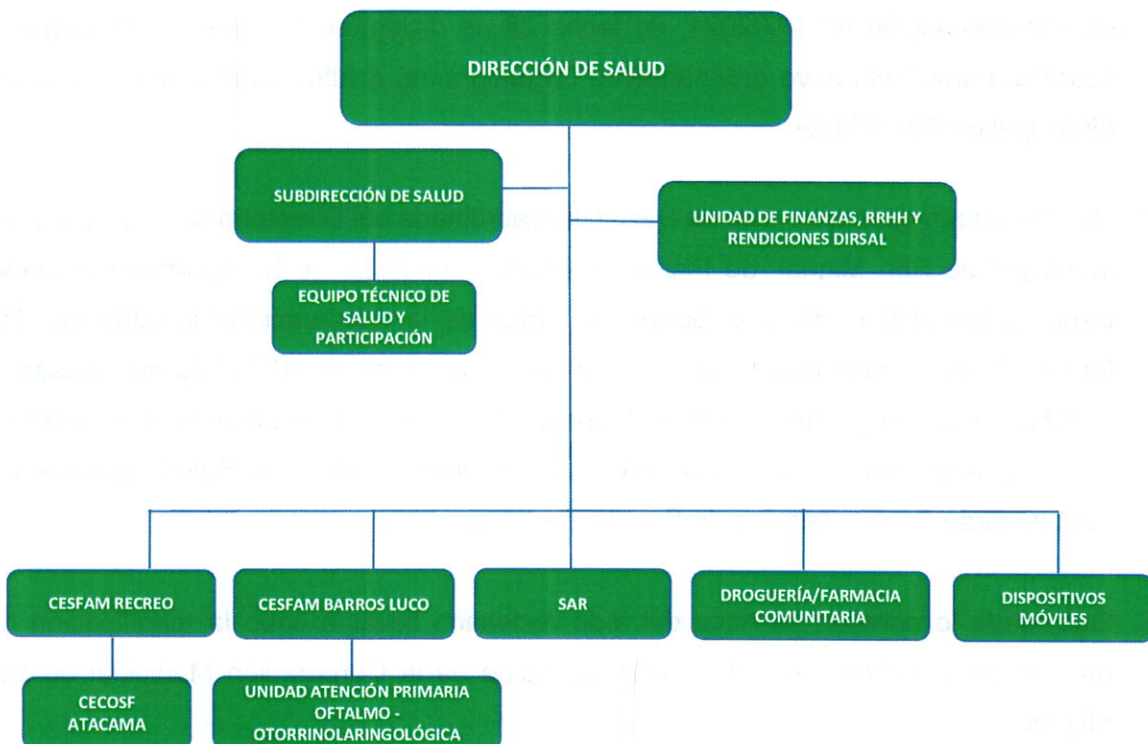 DIRECCIÓN DE SALUD
SUBDIRECCIÓN DE SALUD
UNIDAD DE FINANZAS, RRHH Y
RENDICIONES DIRSAL
EQUIPO TÉCNICO DE
SALUD Y
PARTICIPACIÓN
CESFAM RECREO
CESFAM BARROS LUCO
SAR
DROGUERÍA/FARMACIA
COMUNITARIA
DISPOSITIVOS
MÓVILES
CECOSF
ATACAMA
UNIDAD ATENCIÓN PRIMARIA
OFTALMO -
OTORRINOLARINGOLÓGICA